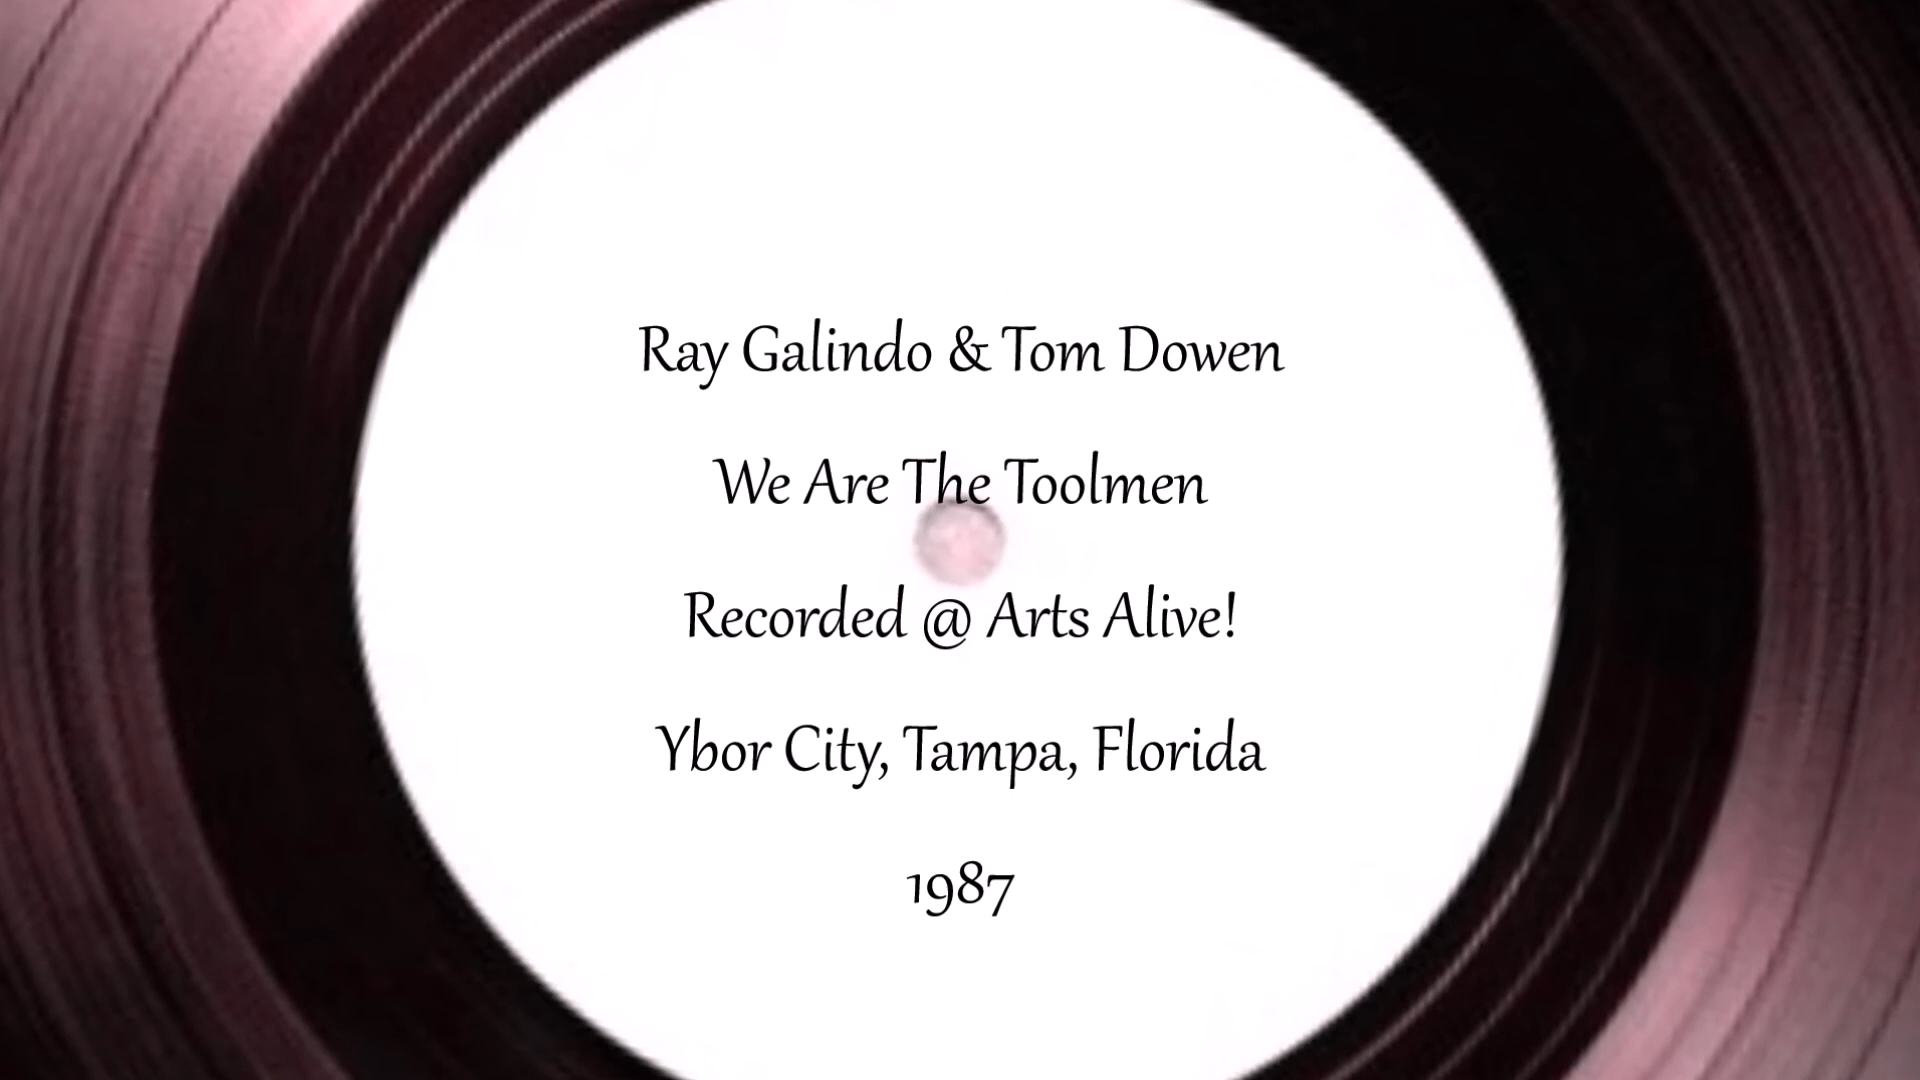 Ray Galindo & Tom Dowen
We Are The Toolmen
Recorded @ Arts Alive!
Ybor City, Tampa, Florida
1987